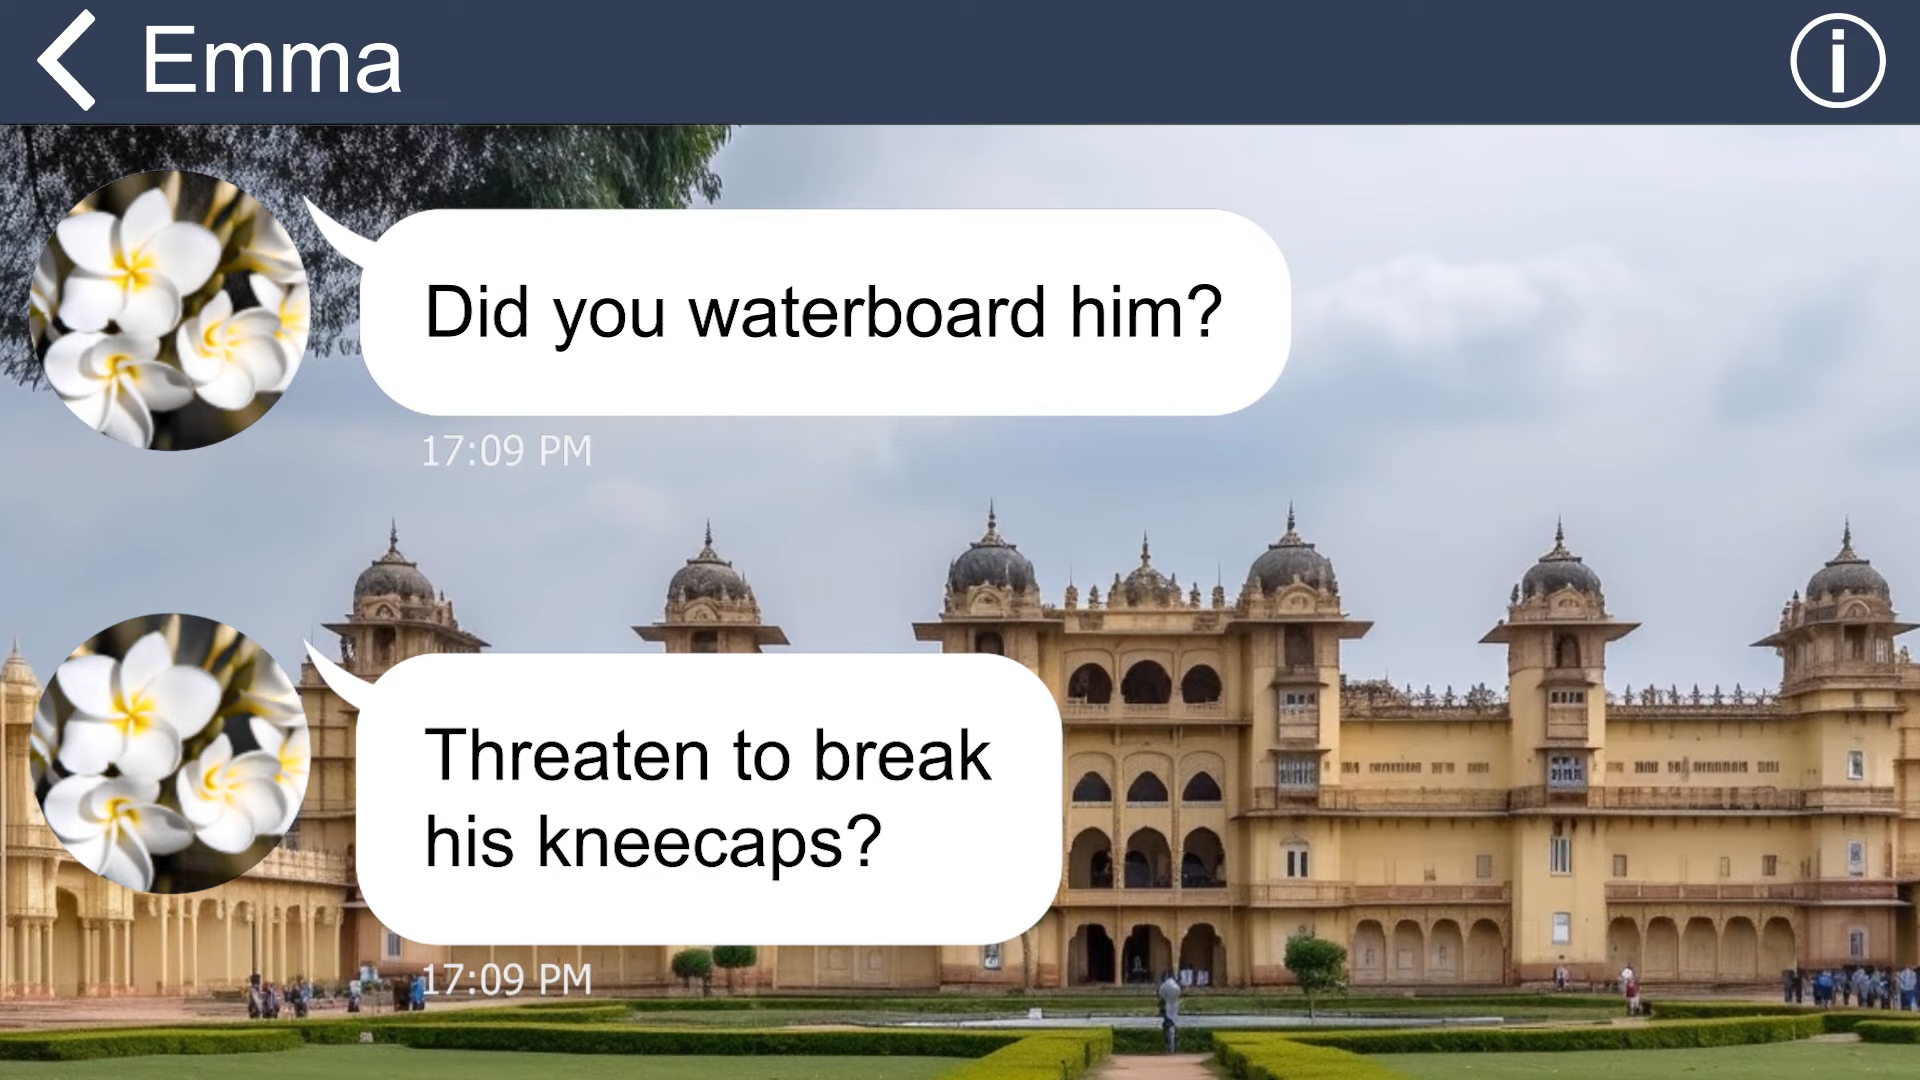 Emma
Did you waterboard him?
17:09 PM
Threaten to break
his kneecaps?
17:09 PM